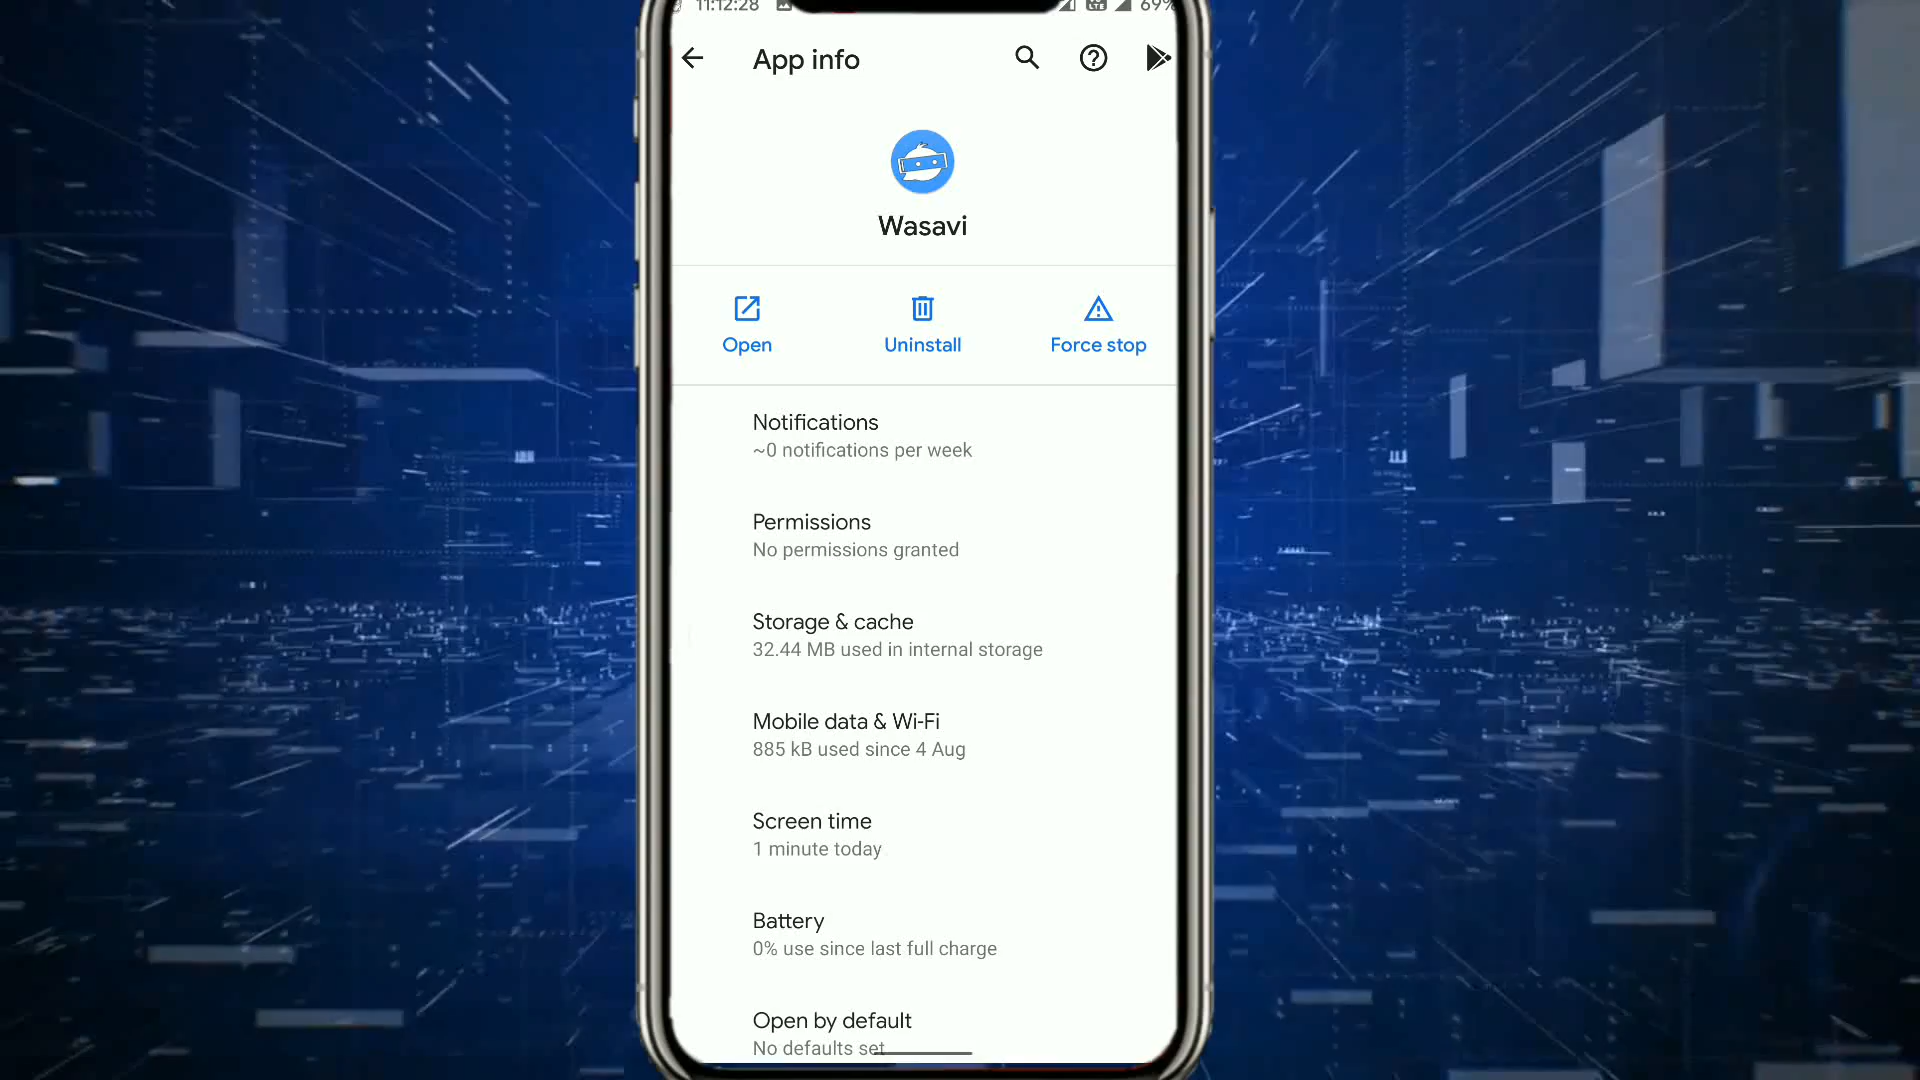 11:12:28
69%
App info
Wasavi
Open
Uninstall
Force stop
Notifications
~0 notifications per week
Permissions
No permissions granted
Storage & cache
32.44 MB used in internal storage
Mobile data & Wi-Fi
885 kB used since 4 Aug
Screen time
1 minute today
Battery
0% use since last full charge
Open by default
No defaults set